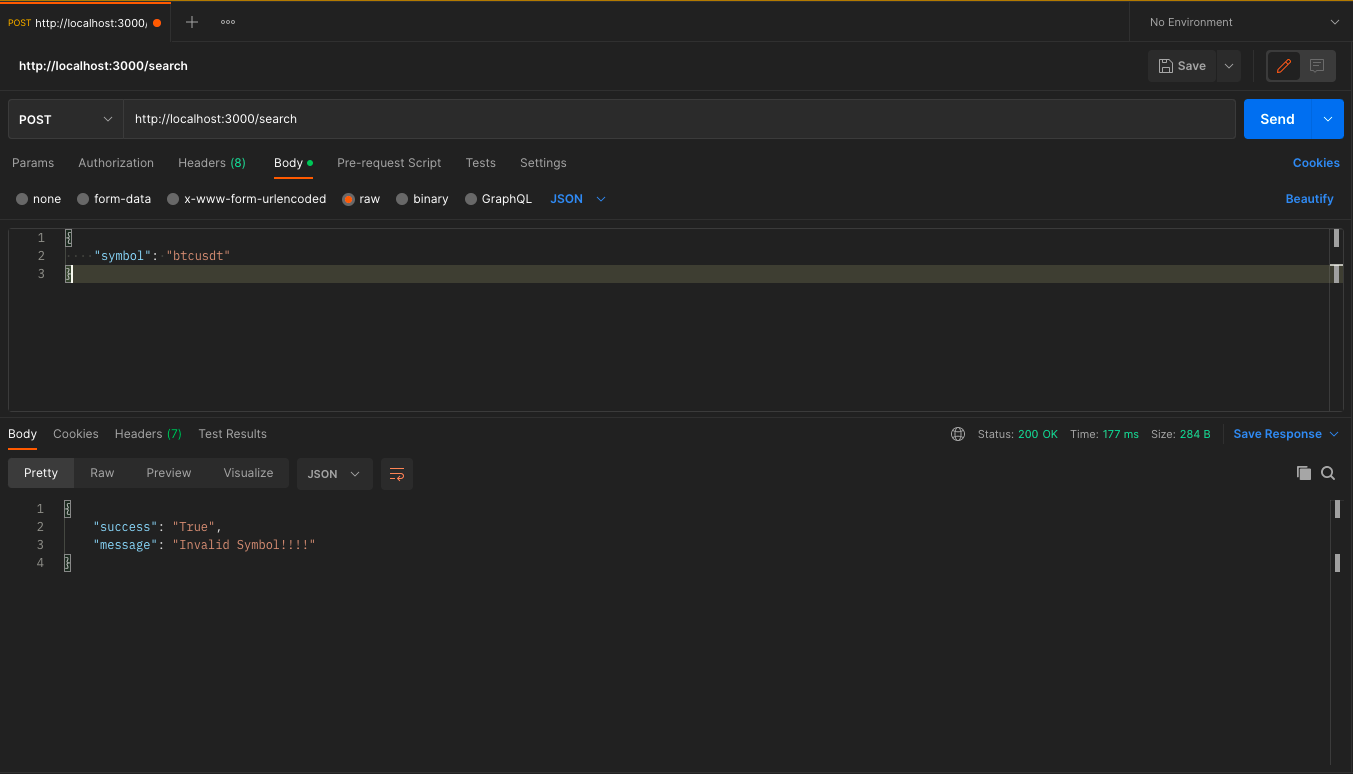 POST http://localhost:3000/
No Environment
http://localhost:3000/search
Save
POST http://localhost:3000/search Send
Params Authorization Headers (8) Body Pre-request Script Tests Settings Cookies
none form-data x-www-form-urlencoded raw binary GraphQL JSON Beautify
1 {
2 "symbol": "btcusdt"
3 }
Body Cookies Headers (7) Test Results Status: 200 OK Time: 177 ms Size: 284 B Save Response
Pretty Raw Preview Visualize JSON
1 {
2 "success": "True",
3 "message": "Invalid Symbol!!!!"
4 }